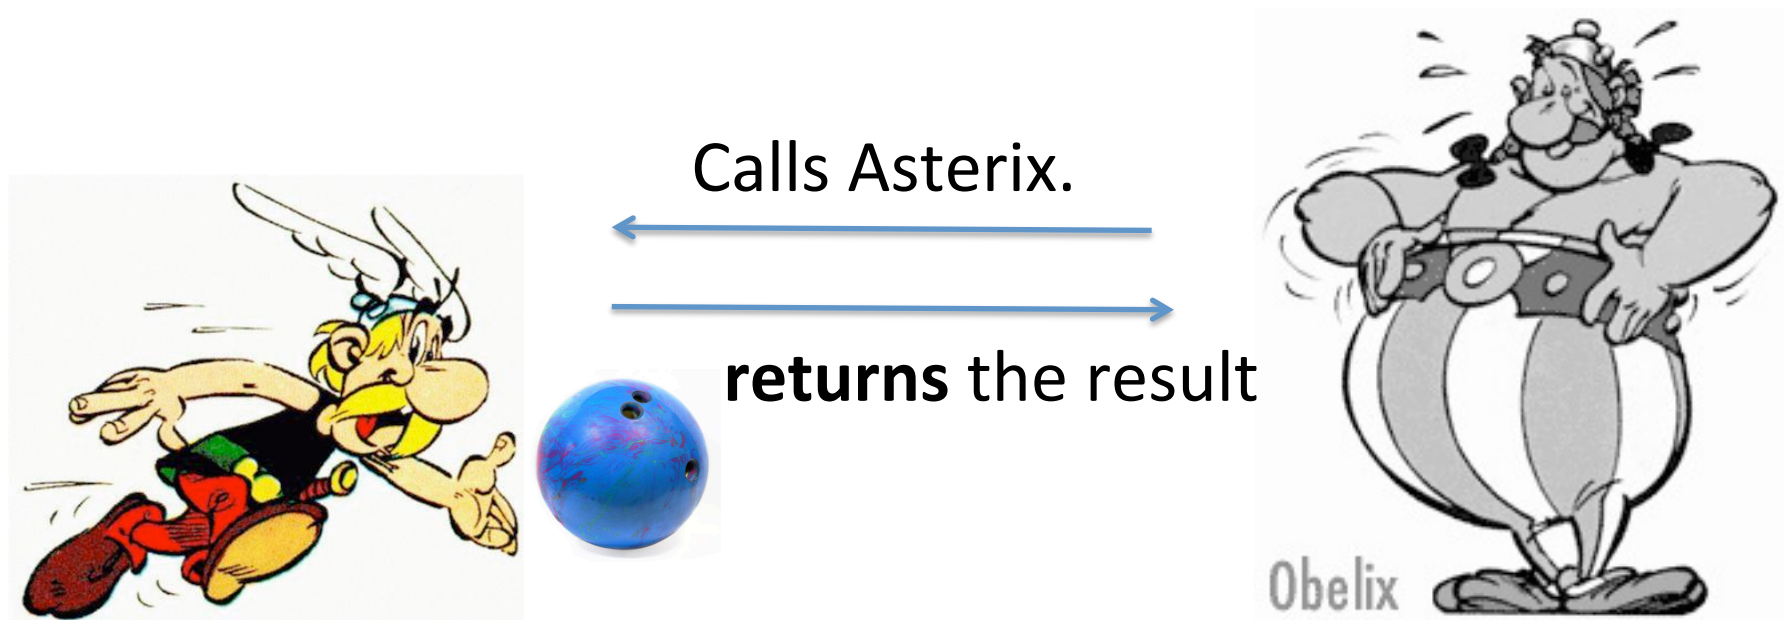 Calls Asterix.
returns the result
Obelix